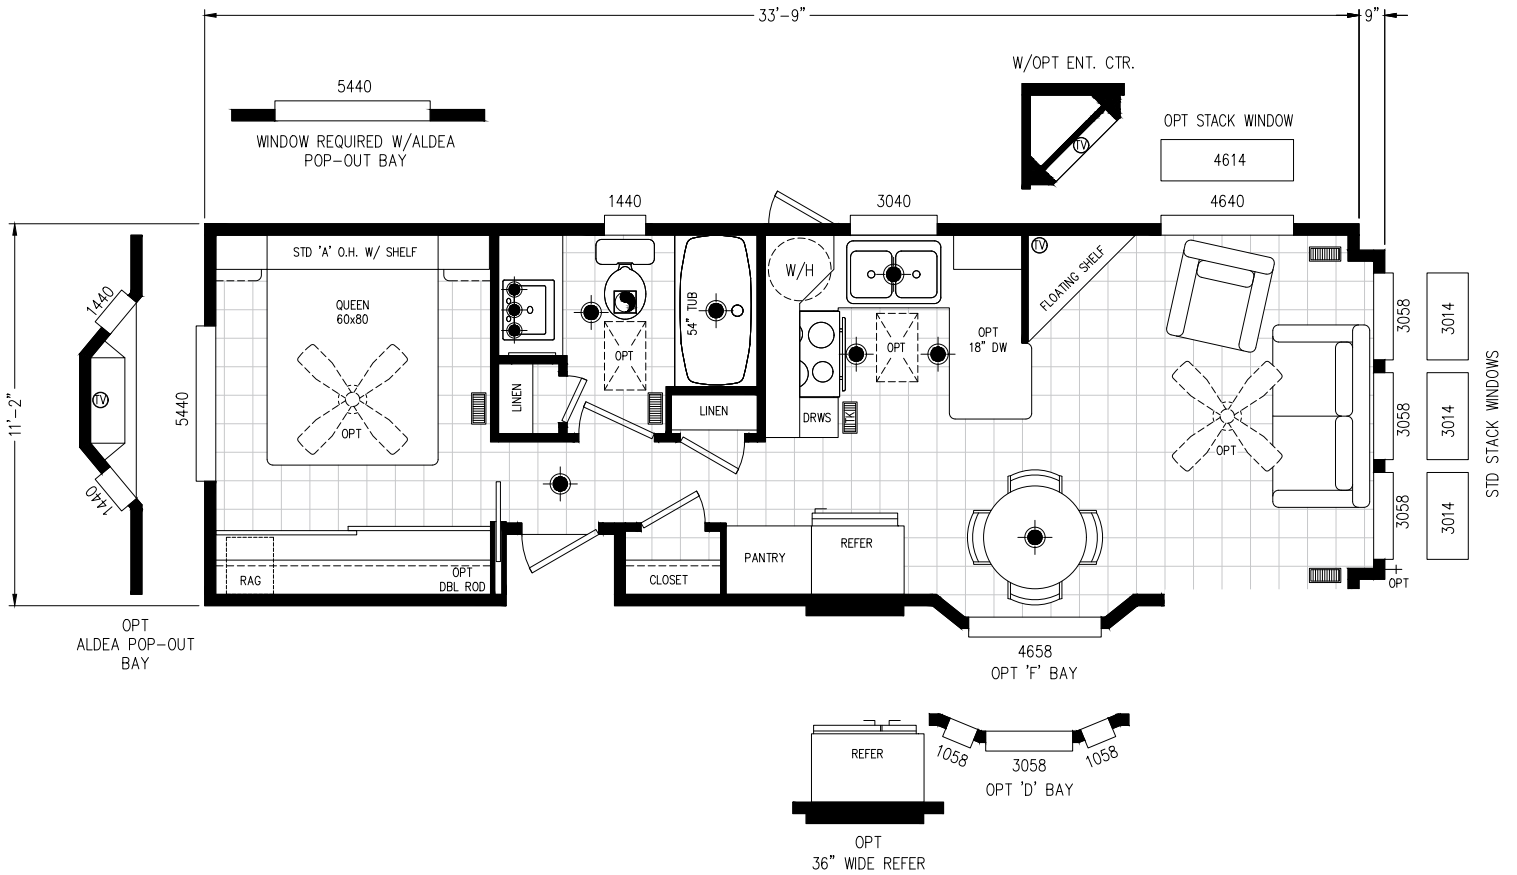 33'-9"
9"
W/OPT ENT. CTR.
5440
WINDOW REQUIRED W/ALDEA
POP-OUT BAY
OPT STACK WINDOW
4614
TV
1440
3040
4640
STD 'A' O.H. W/ SHELF
W/H
TV
FLOATING SHELF
QUEEN
60x80
54" TUB
OPT
OPT
OPT
18" DW
1440
TV
1440
5440
11'-2"
OPT
LINEN
LINEN
DRWS
TK
OPT
3058
3014
3058
3014
3058
3014
STD STACK WINDOWS
REFER
PANTRY
CLOSET
RAG
OPT
DBL ROD
OPT
OPT
ALDEA POP-OUT
BAY
4658
OPT 'F' BAY
REFER
1058
3058
1058
OPT 'D' BAY
OPT
36" WIDE REFER